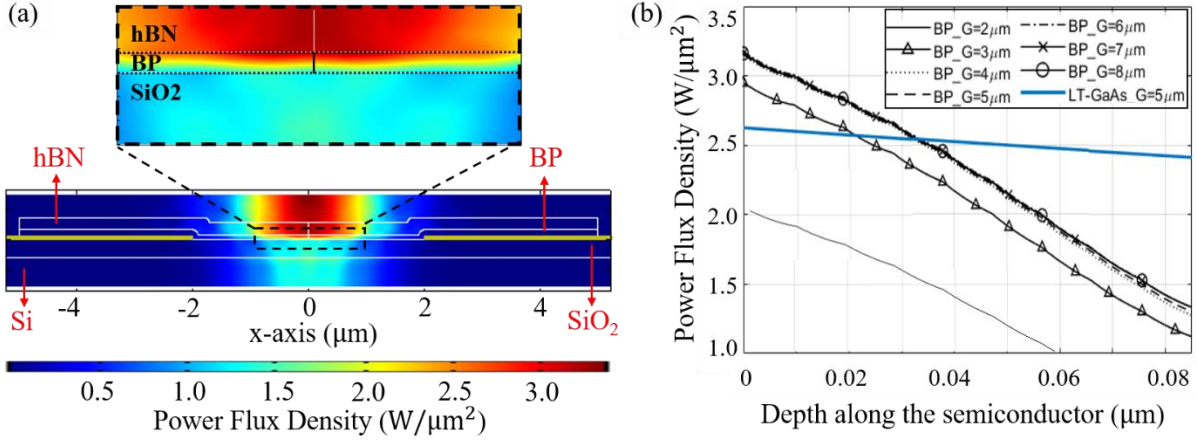 (a)
hBN
BP
SiO2
hBN
BP
Si
SiO₂
-4 -2 0 2 4
x-axis (μm)
0.5 1.0 1.5 2.0 2.5 3.0
Power Flux Density (W/μm²)
(b)
Power Flux Density (W/μm²)
3.5
3.0
2.5
2.0
1.5
1.0
BP_G=2μm
BP_G=3μm
BP_G=4μm
BP_G=5μm
BP_G=6μm
BP_G=7μm
BP_G=8μm
LT-GaAs_G=5μm
0 0.02 0.04 0.06 0.08
Depth along the semiconductor (μm)